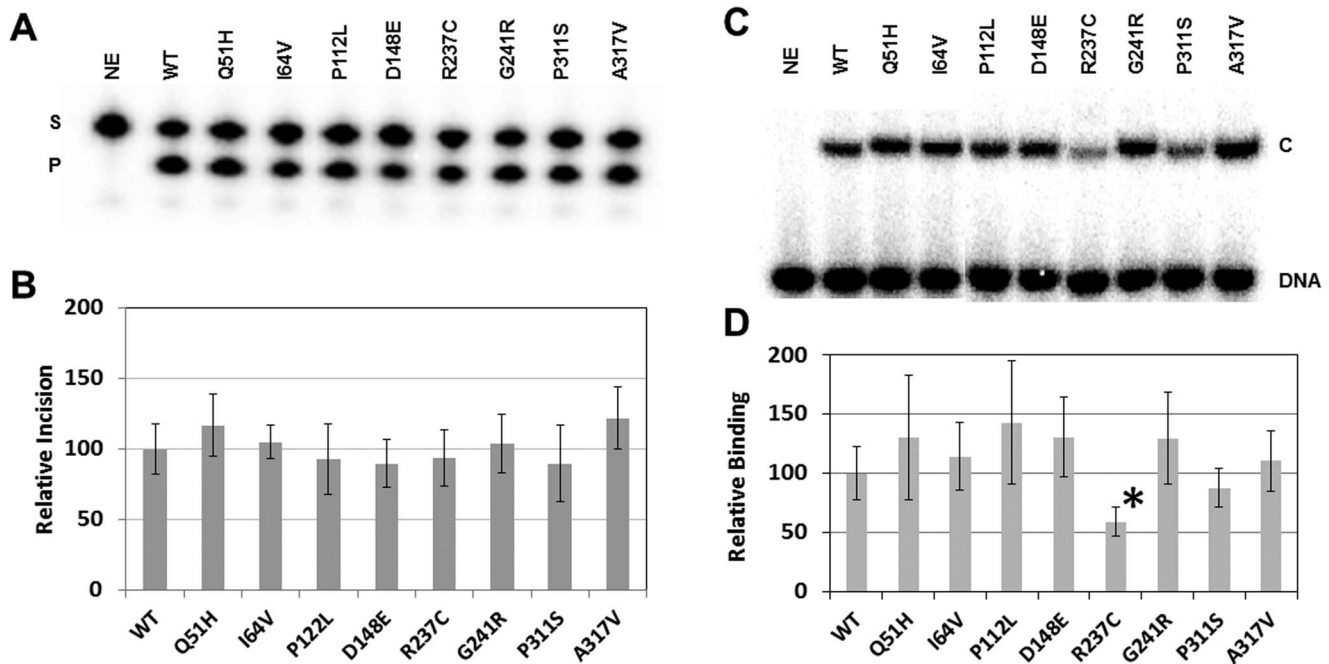 A
NE WT Q51H I64V P112L D148E R237C G241R P311S A317V
S
P
B
200
150
100
50
0
Relative Incision
WT Q51H I64V P122L D148E R237C G241R P311S A317V
C
NE WT Q51H I64V P112L D148E R237C G241R P311S A317V
C
DNA
D
200
150
100
50
0
Relative Binding
*
WT Q51H I64V P112L D148E R237C G241R P311S A317V